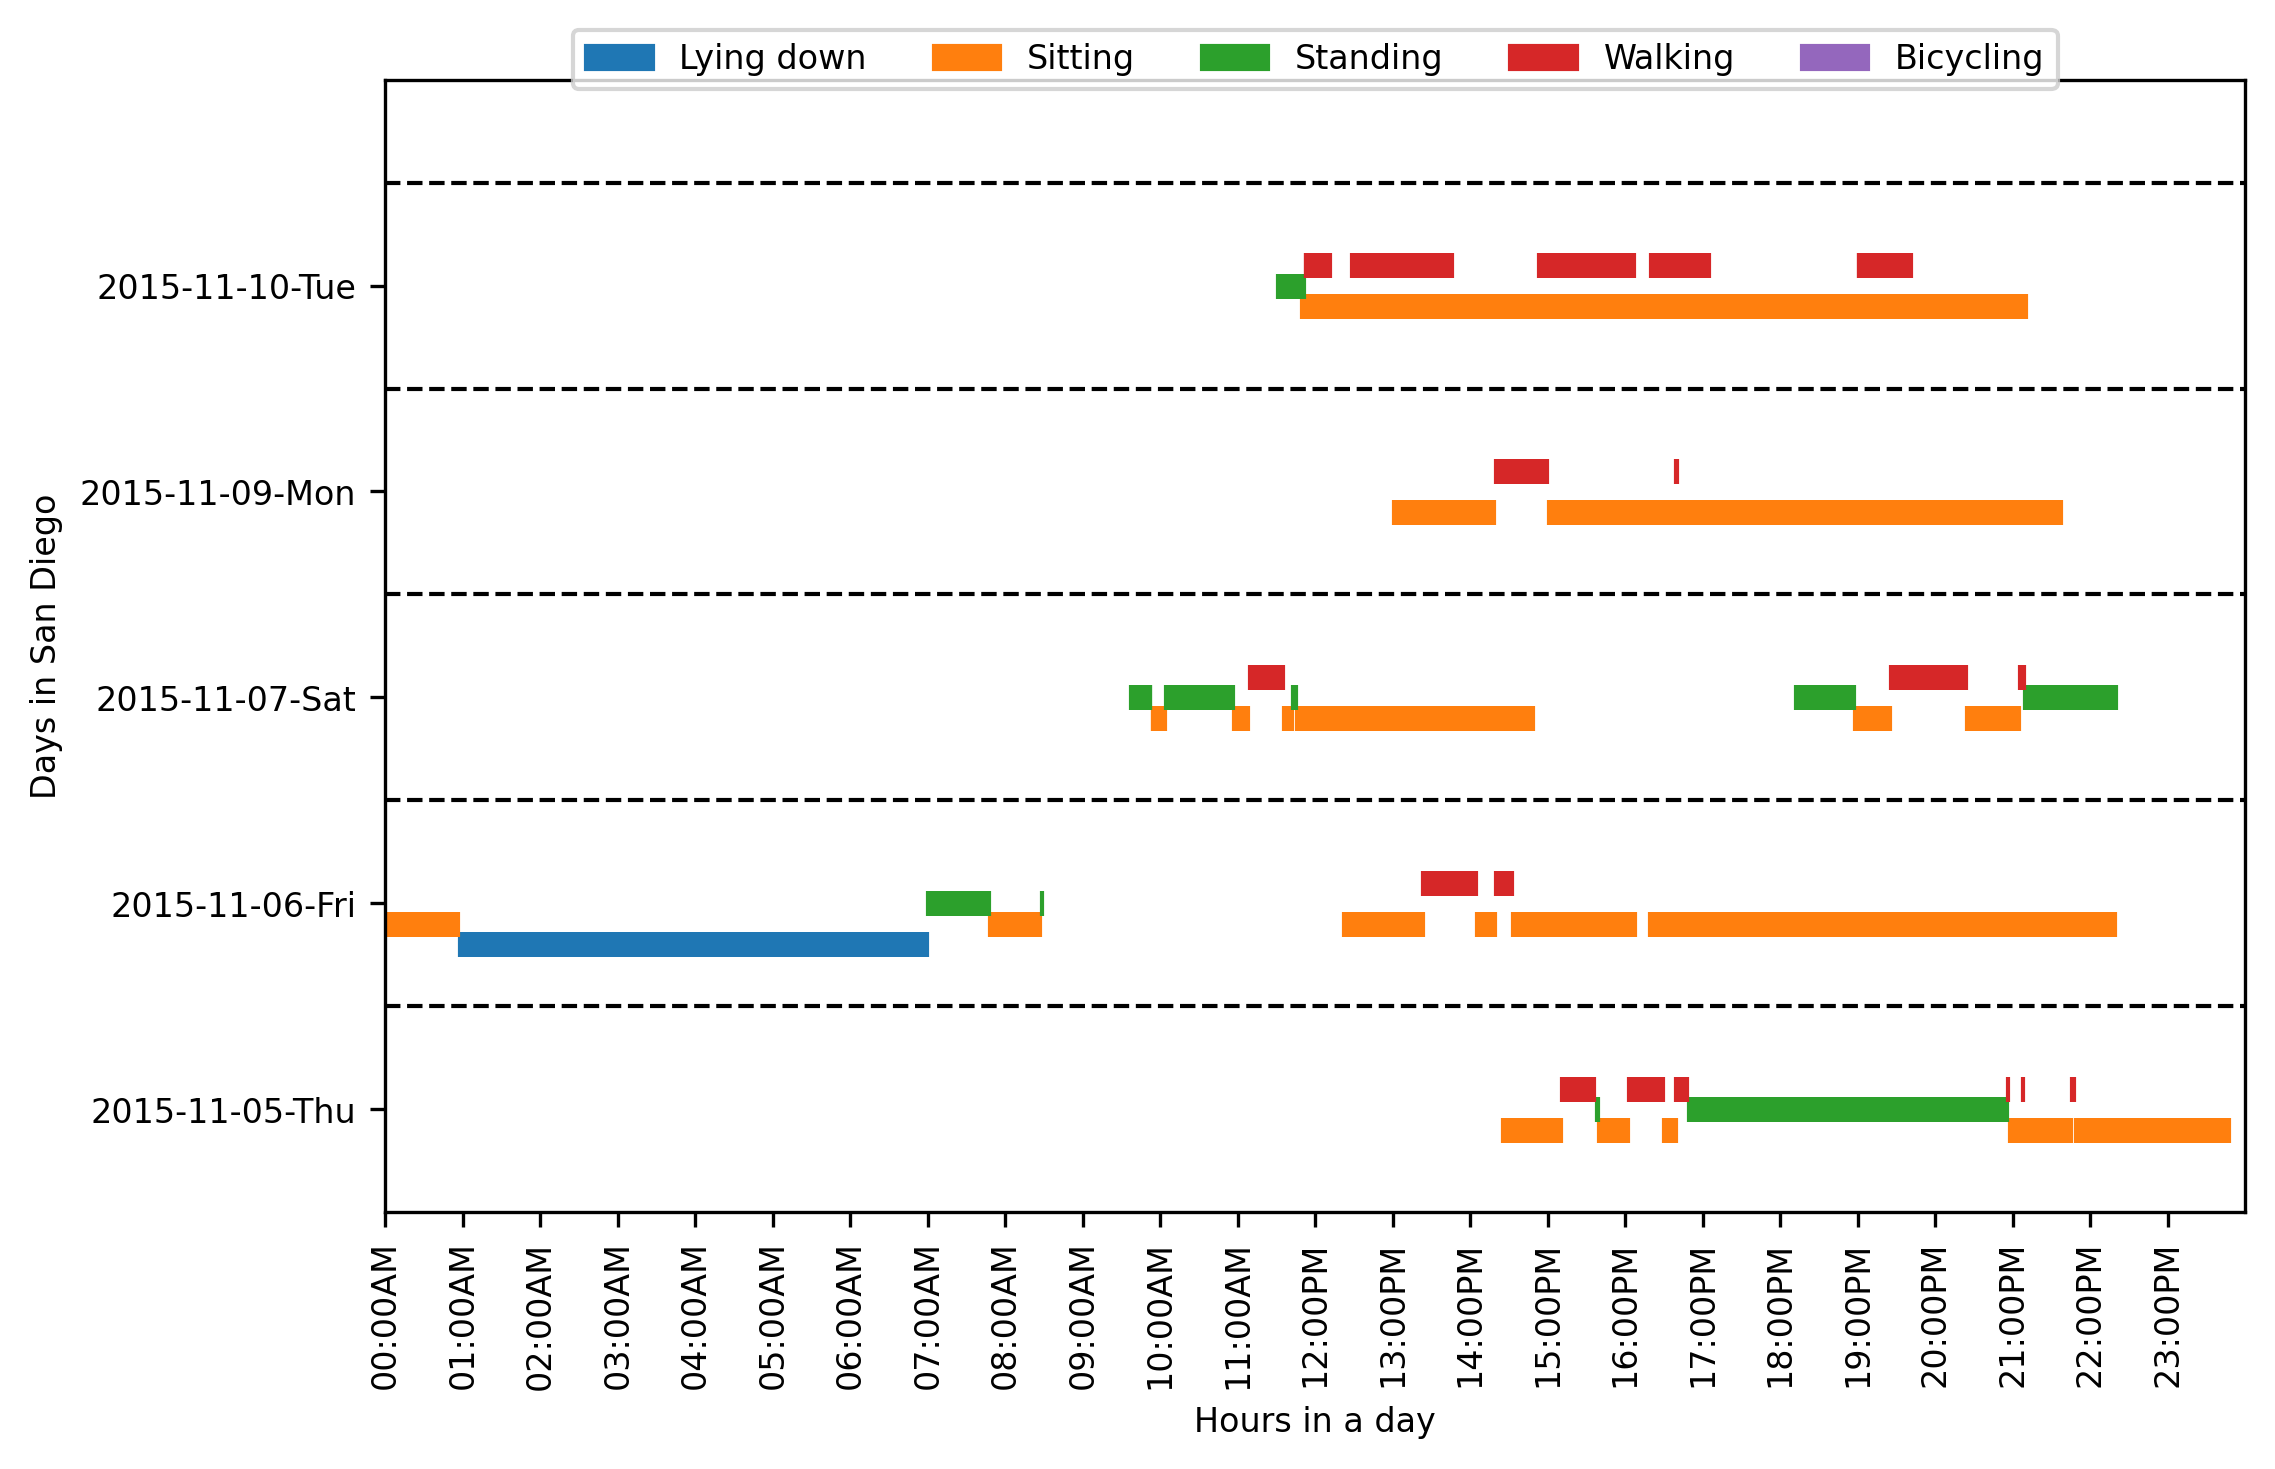 Lying down Sitting Standing Walking Bicycling
Days in San Diego
2015-11-10-Tue
2015-11-09-Mon
2015-11-07-Sat
2015-11-06-Fri
2015-11-05-Thu
00:00AM
01:00AM
02:00AM
03:00AM
04:00AM
05:00AM
06:00AM
07:00AM
08:00AM
09:00AM
10:00AM
11:00AM
12:00PM
13:00PM
14:00PM
15:00PM
16:00PM
17:00PM
18:00PM
19:00PM
20:00PM
21:00PM
22:00PM
23:00PM
Hours in a day